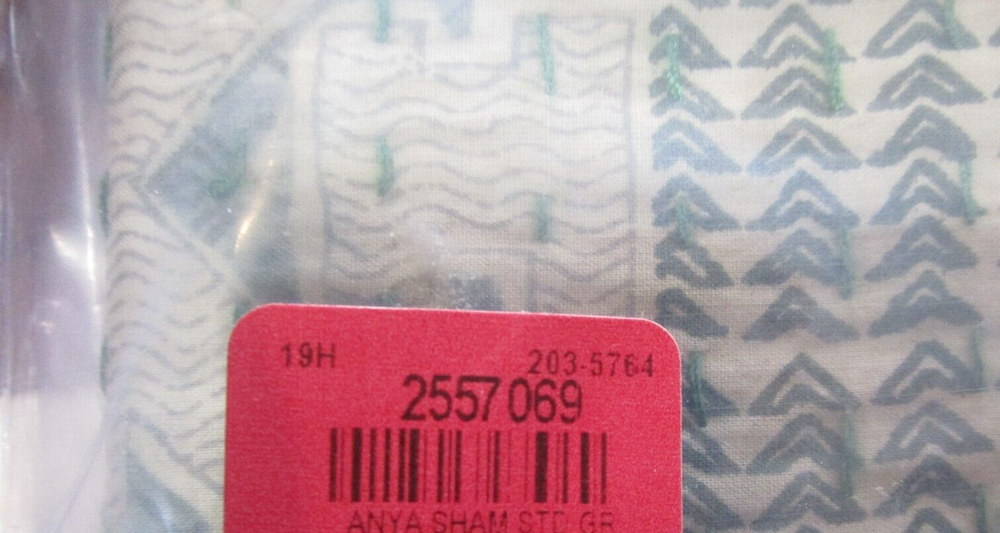 19H 203-5764
2557069
ANYA SHAM STD GR